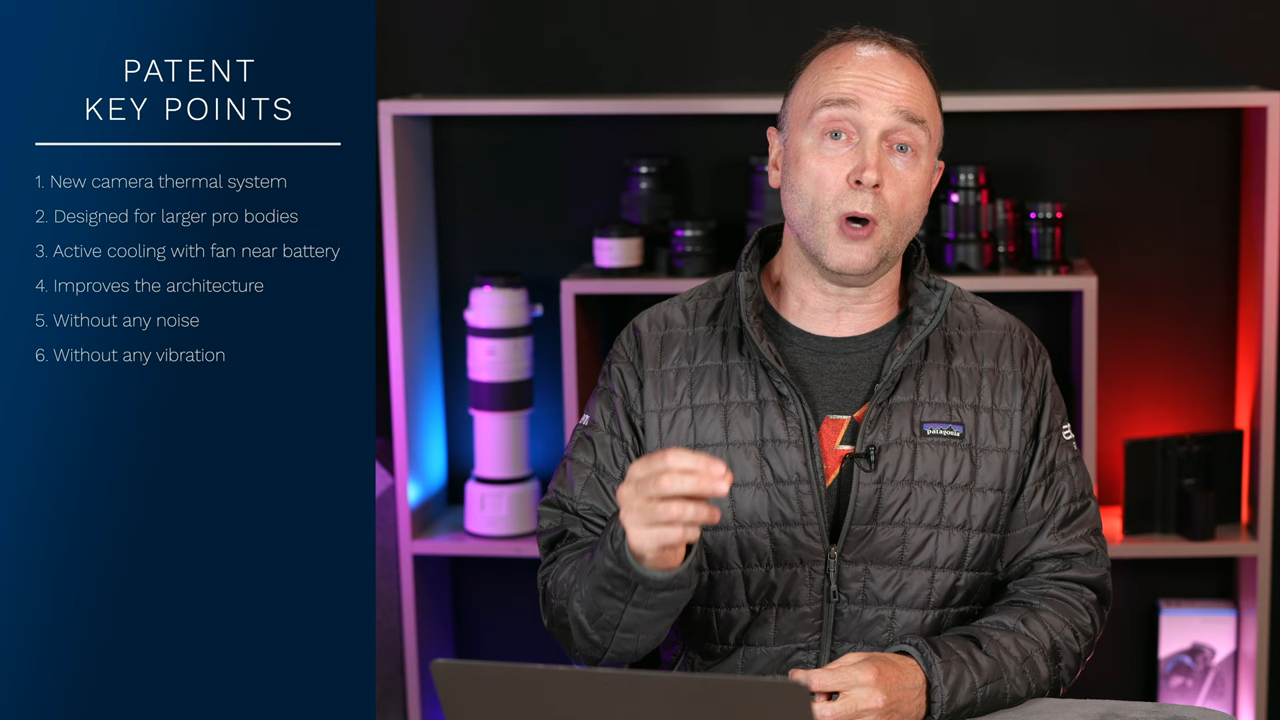 PATENT
KEY POINTS
1. New camera thermal system
2. Designed for larger pro bodies
3. Active cooling with fan near battery
4. Improves the architecture
5. Without any noise
6. Without any vibration
patagonia